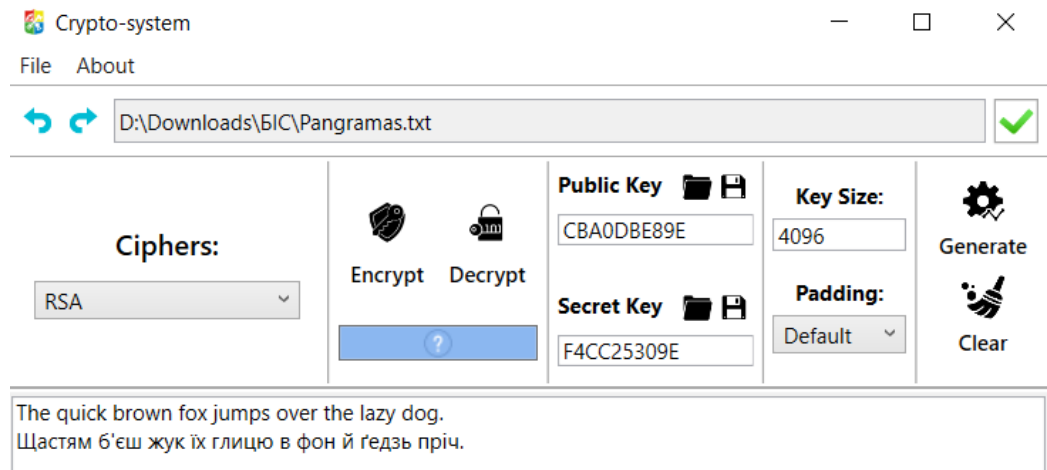 Crypto-system
File About
D:\Downloads\БІС\Pangramas.txt
Ciphers:
RSA
Encrypt Decrypt
?
Public Key
CBA0DBE89E
Secret Key
F4CC25309E
Key Size:
4096
Padding:
Default
Generate
Clear
The quick brown fox jumps over the lazy dog.
Щастям б'єш жук їх глицю в фон й ґедзь пріч.